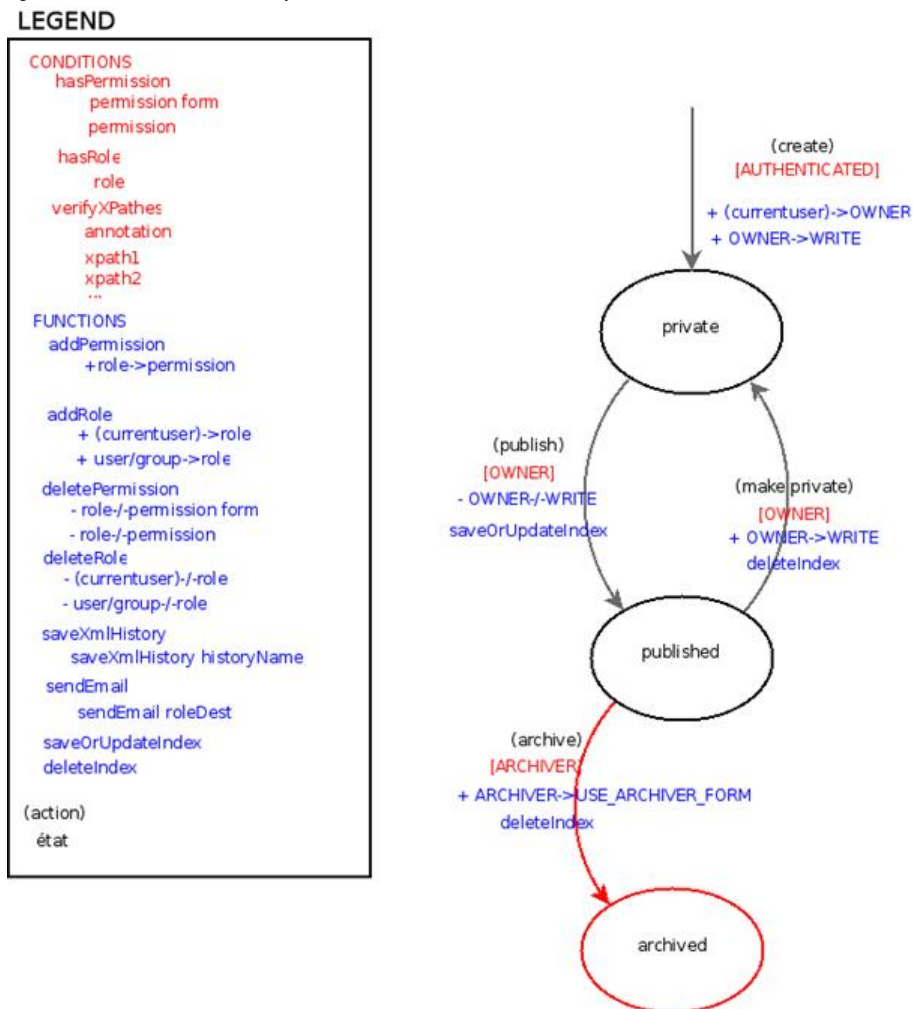 LEGEND
CONDITIONS
hasPermission
permission form
permission
hasRole
role
verifyXPathes
annotation
xpath1
xpath2
...
FUNCTIONS
addPermission
+role->permission
addRole
+ (currentuser)->role
+ user/group->role
deletePermission
- role-/-permission form
- role-/-permission
deleteRole
- (currentuser)-/-role
- user/group-/-role
saveXmlHistory
saveXmlHistory historyName
sendEmail
sendEmail roleDest
saveOrUpdateIndex
deleteIndex
(action)
état
(create)
[AUTHENTICATED]
+ (currentuser)->OWNER
+ OWNER->WRITE
private
(publish)
[OWNER]
- OWNER-/-WRITE
saveOrUpdateIndex
(make private)
[OWNER]
+ OWNER->WRITE
deleteIndex
published
(archive)
[ARCHIVER]
+ ARCHIVER->USE_ARCHIVER_FORM
deleteIndex
archived